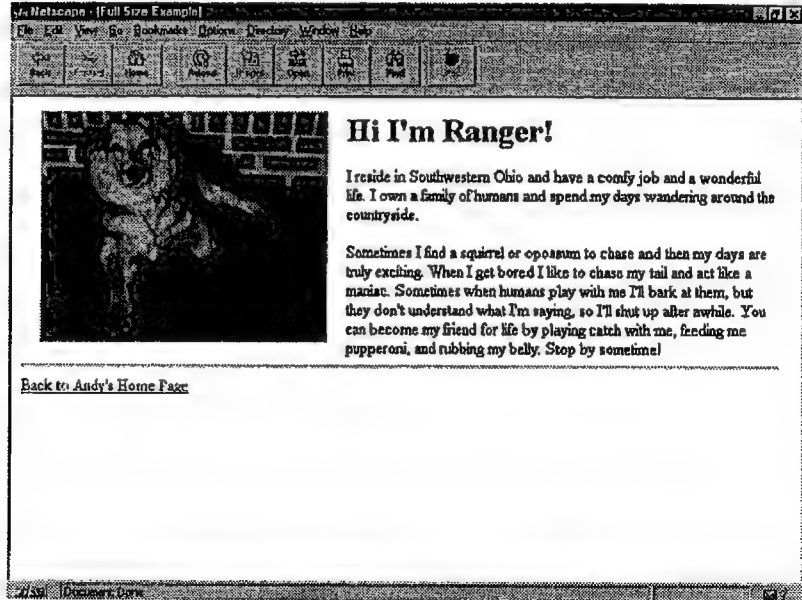 Netscape - [Full Size Example]
File Edit View Go Bookmarks Options Directory Window Help
Back Home Reload Open Print Find
Hi I'm Ranger!
I reside in Southwestern Ohio and have a comfy job and a wonderful
life. I own a family of humans and spend my days wandering around the
countryside.
Sometimes I find a squirrel or opossum to chase and then my days are
truly exciting. When I get bored I like to chase my tail and act like a
maniac. Sometimes when humans play with me I'll bark at them, but
they don't understand what I'm saying, so I'll shut up after awhile. You
can become my friend for life by playing catch with me, feeding me
pupperoni, and rubbing my belly. Stop by sometime!
Back to Andy's Home Page
Document: Done